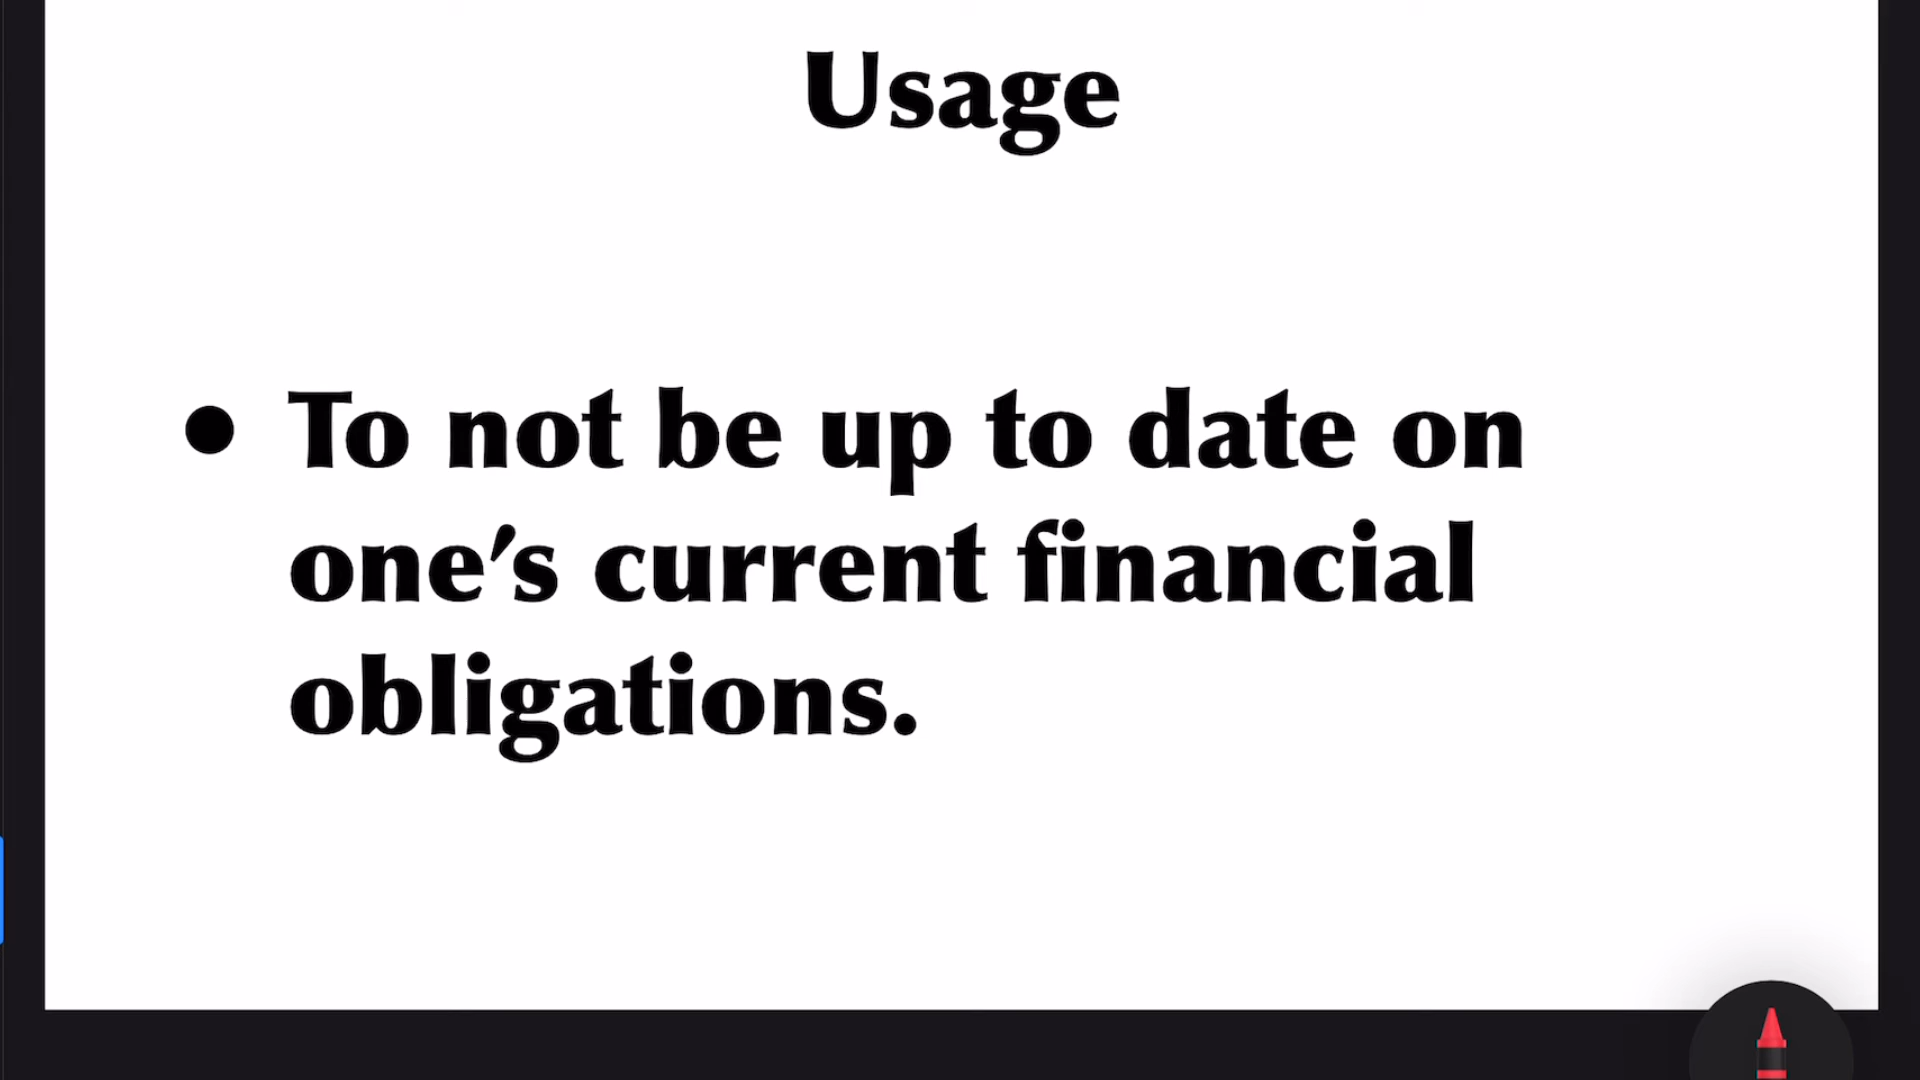 Usage
• To not be up to date on
one’s current financial
obligations.